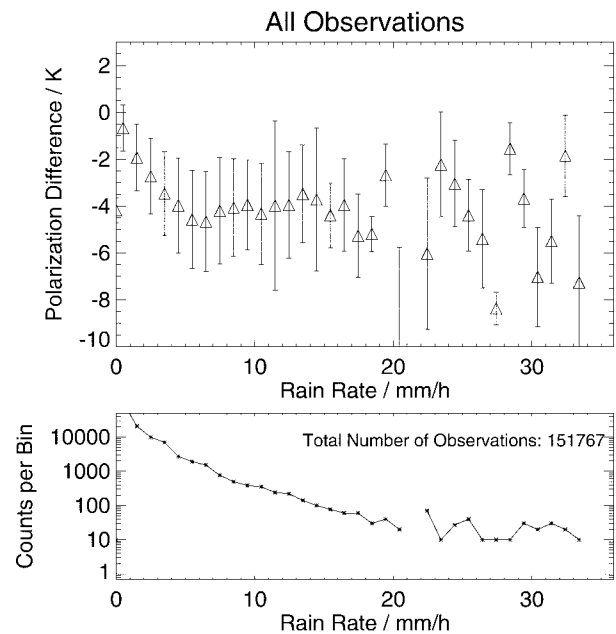 All Observations
2
0
-2
-4
-6
-8
-10
Polarization Difference / K
0 10 20 30
Rain Rate / mm/h
10000
1000
100
10
1
Counts per Bin
Total Number of Observations: 151767
0 10 20 30
Rain Rate / mm/h